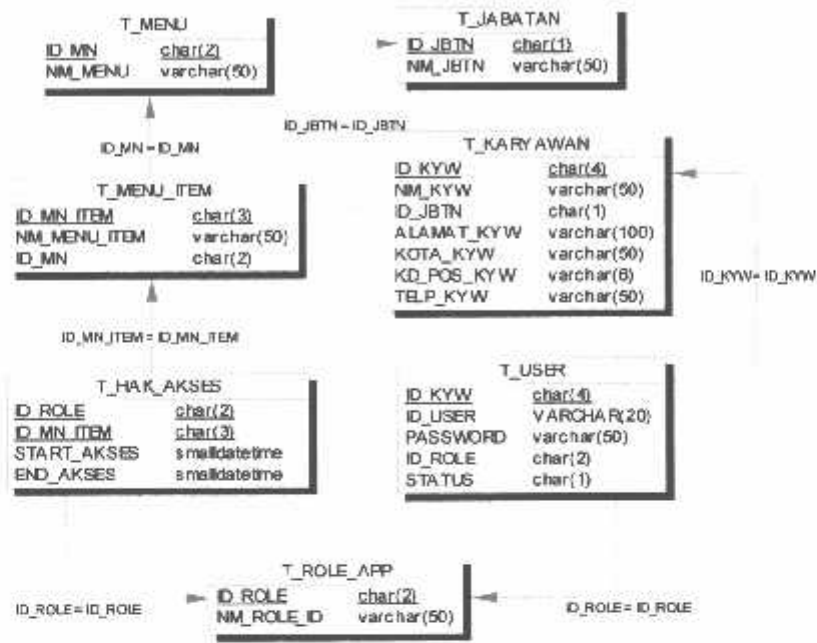 T_MENU
ID_MN char(2)
NM_MENU varchar(50)
T_JABATAN
ID_JBTN char(1)
NM_JBTN varchar(50)
ID_JBTN = ID_JBTN
ID_MN = ID_MN
T_KARYAWAN
ID_KYW char(4)
NM_KYW varchar(50)
ID_JBTN char(1)
ALAMAT_KYW varchar(100)
KOTA_KYW varchar(50)
KD_POS_KYW varchar(6)
TELP_KYW varchar(50)
T_MENU_ITEM
ID_MN_ITEM char(3)
NM_MENU_ITEM varchar(50)
ID_MN char(2)
ID_KYW = ID_KYW
ID_MN_ITEM = ID_MN_ITEM
T_HAK_AKSES
ID_ROLE char(2)
ID_MN_ITEM char(3)
START_AKSES smalldatetime
END_AKSES smalldatetime
T_USER
ID_KYW char(4)
ID_USER VARCHAR(20)
PASSWORD varchar(50)
ID_ROLE char(2)
STATUS char(1)
T_ROLE_APP
ID_ROLE char(2)
NM_ROLE_ID varchar(50)
ID_ROLE = ID_ROLE
ID_ROLE = ID_ROLE